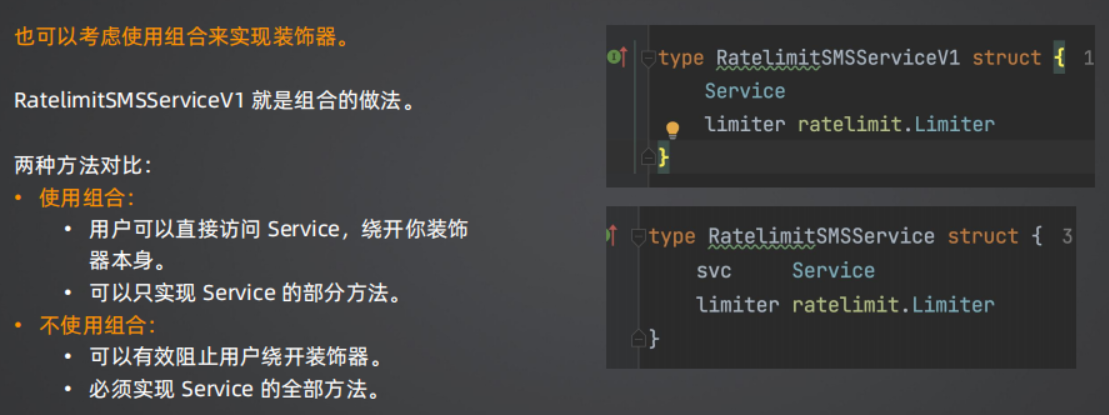 也可以考虑使用组合来实现装饰器。
RatelimitSMSServiceV1 就是组合的做法。
两种方法对比：
• 使用组合：
• 用户可以直接访问 Service，绕开你装饰
器本身。
• 可以只实现 Service 的部分方法。
• 不使用组合：
• 可以有效阻止用户绕开装饰器。
• 必须实现 Service 的全部方法。
type RatelimitSMSServiceV1 struct { 1
Service
limiter ratelimit.Limiter
}
type RatelimitSMSService struct { 3
svc Service
limiter ratelimit.Limiter
}